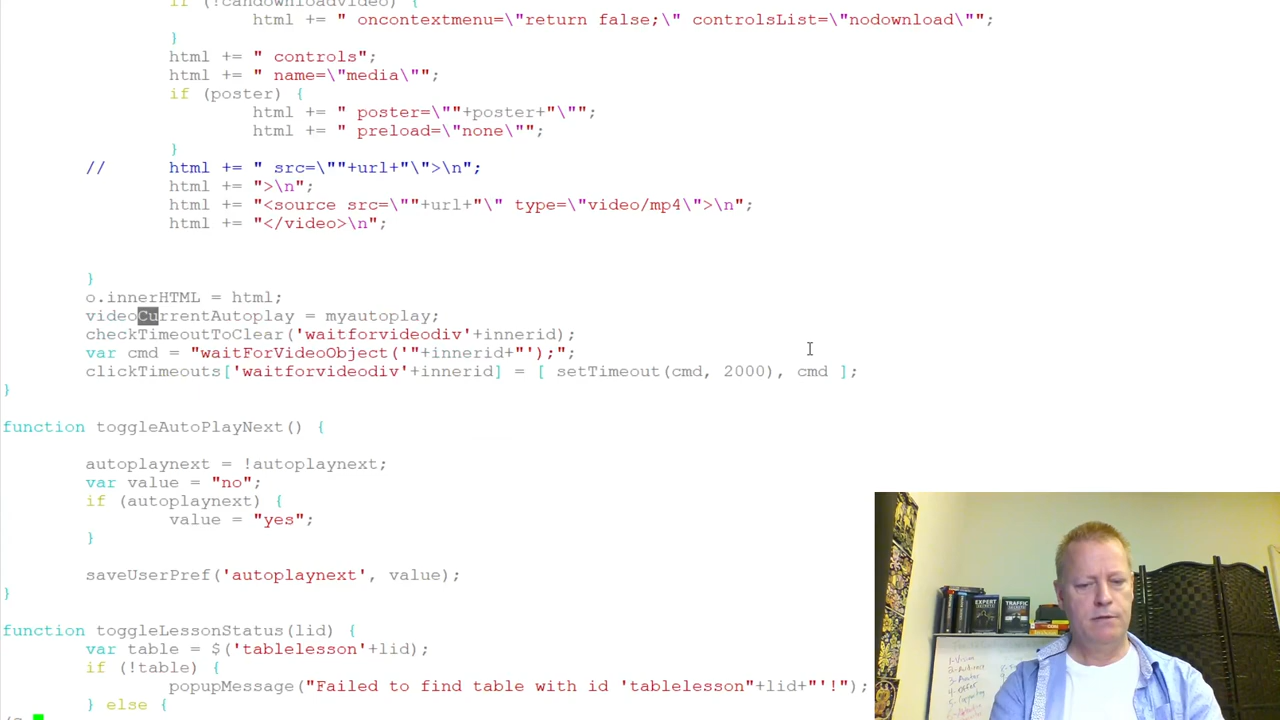 if (!candownloadvideo) {
html += " oncontextmenu=\"return false;\" controlsList=\"nodownload\"";
}
html += " controls";
html += " name=\"media\"";
if (poster) {
html += " poster=\""+poster+"\"";
html += " preload=\"none\"";
}
// html += " src=\""+url+"\">\n";
html += ">\n";
html += "<source src=\""+url+"\" type=\"video/mp4\">\n";
html += "</video>\n";
}
o.innerHTML = html;
videoCurrentAutoplay = myautoplay;
checkTimeoutToClear('waitforvideodiv'+innerid);
var cmd = "waitForVideoObject('"+innerid+"');";
clickTimeouts['waitforvideodiv'+innerid] = [ setTimeout(cmd, 2000), cmd ];
}
function toggleAutoPlayNext() {
autoplaynext = !autoplaynext;
var value = "no";
if (autoplaynext) {
value = "yes";
}
saveUserPref('autoplaynext', value);
}
function toggleLessonStatus(lid) {
var table = $('tablelesson'+lid);
if (!table) {
popupMessage("Failed to find table with id 'tablelesson"+lid+"'!");
} else {
EXPERT
SECRETS
TRAFFIC
SECRETS